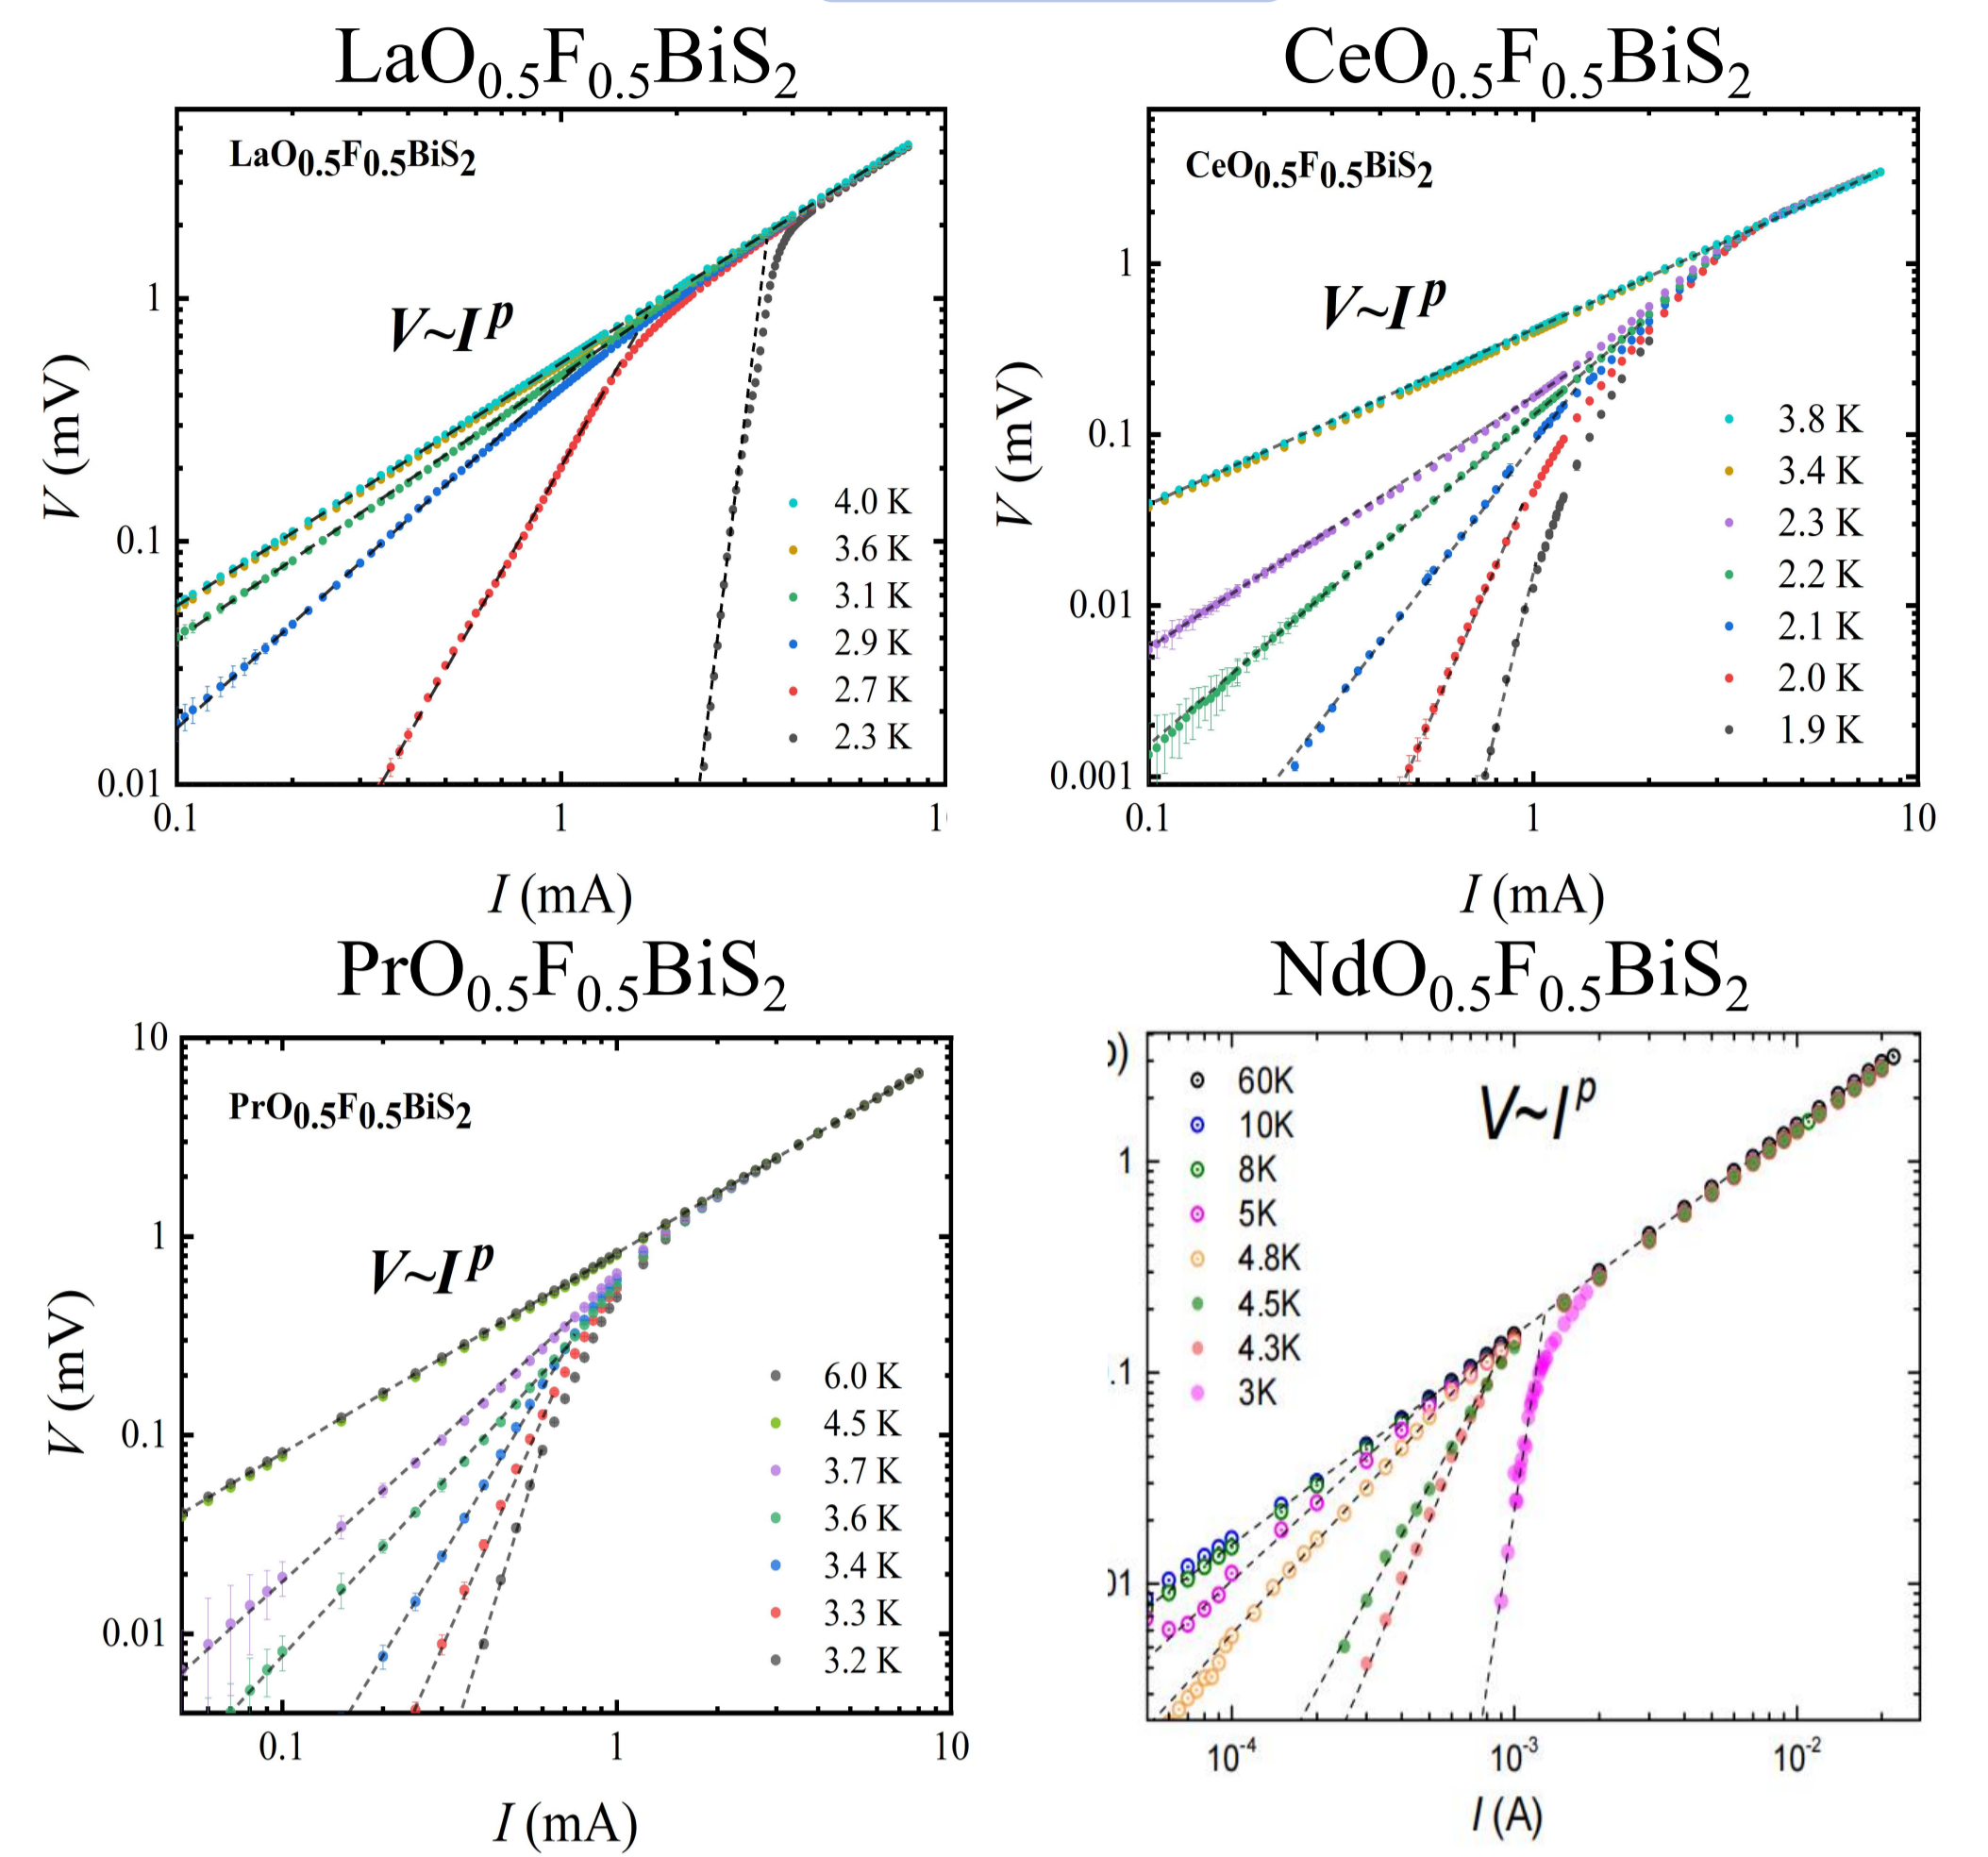 LaO0.5F0.5BiS2
LaO0.5F0.5BiS2
V~I^p
V (mV)
1
0.1
0.01
4.0 K
3.6 K
3.1 K
2.9 K
2.7 K
2.3 K
0.1 1 1
I (mA)
CeO0.5F0.5BiS2
CeO0.5F0.5BiS2
V~I^p
V (mV)
1
0.1
0.01
0.001
3.8 K
3.4 K
2.3 K
2.2 K
2.1 K
2.0 K
1.9 K
0.1 1 10
I (mA)
PrO0.5F0.5BiS2
PrO0.5F0.5BiS2
V~I^p
V (mV)
10
1
0.1
0.01
6.0 K
4.5 K
3.7 K
3.6 K
3.4 K
3.3 K
3.2 K
0.1 1 10
I (mA)
NdO0.5F0.5BiS2
V~I^p
60K
10K
8K
5K
4.8K
4.5K
4.3K
3K
1
.1
01
10^-4 10^-3 10^-2
I (A)